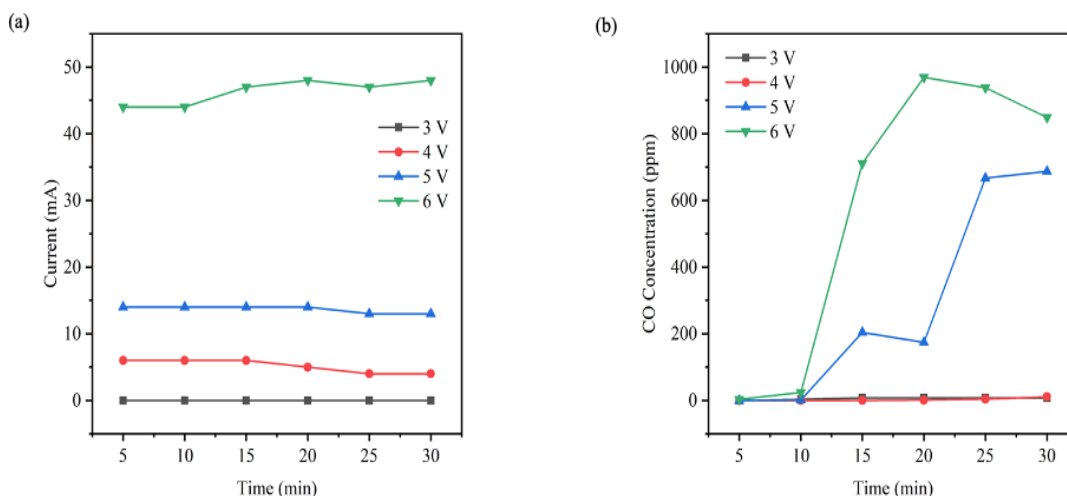 (a)
50
40
30
20
10
0
Current (mA)
3 V
4 V
5 V
6 V
5 10 15 20 25 30
Time (min)
(b)
1000
800
600
400
200
0
CO Concentration (ppm)
3 V
4 V
5 V
6 V
5 10 15 20 25 30
Time (min)